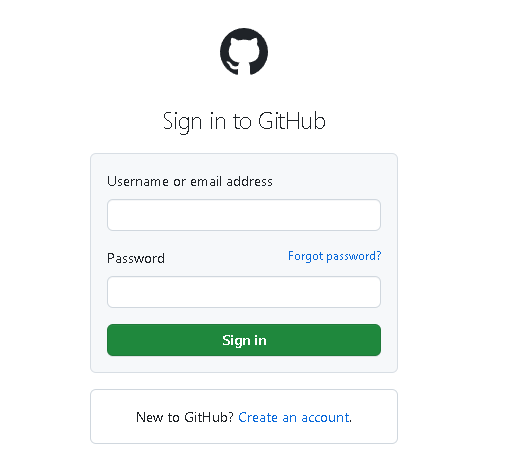 Sign in to GitHub
Username or email address
Password Forgot password?
Sign in
New to GitHub? Create an account.